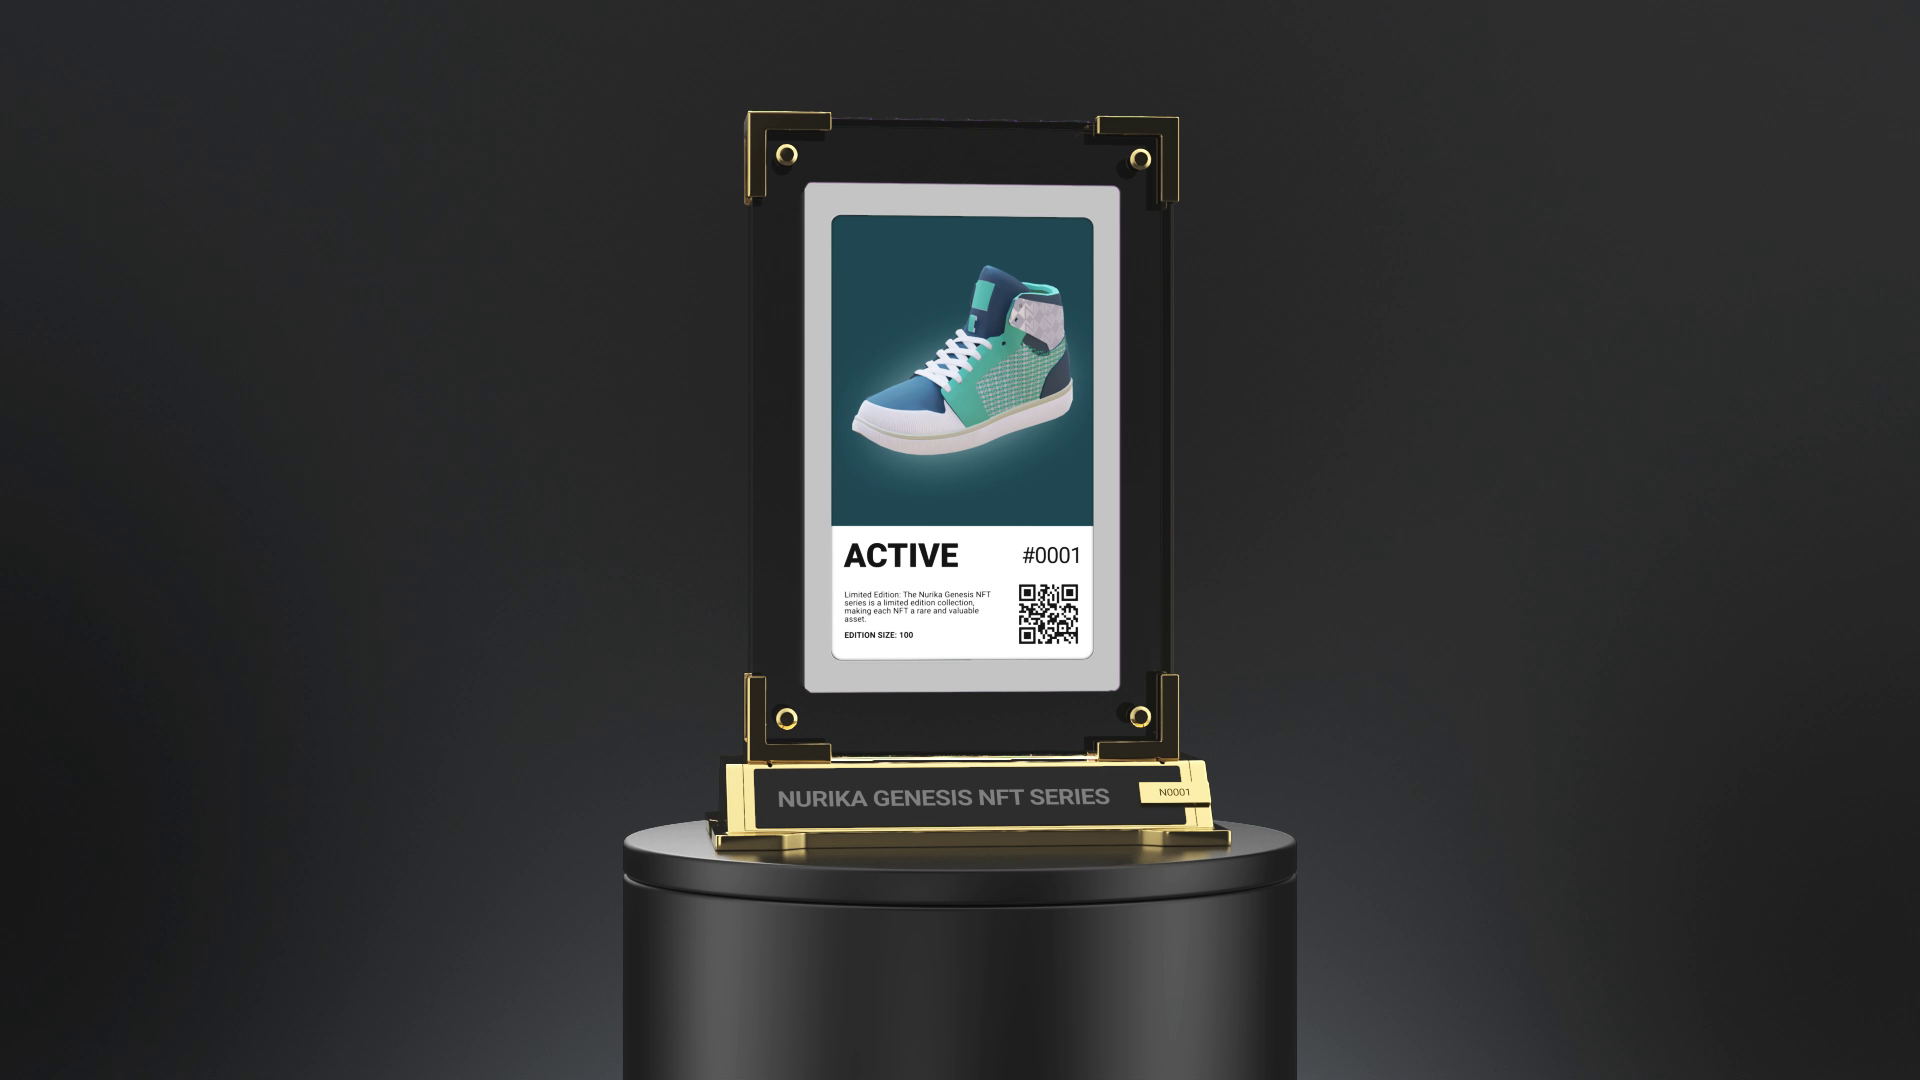 ACTIVE
#0001
Limited Edition: The Nurika Genesis NFT
series is a limited edition collection,
making each NFT a rare and valuable
asset.
EDITION SIZE: 100
NURIKA GENESIS NFT SERIES
N0001